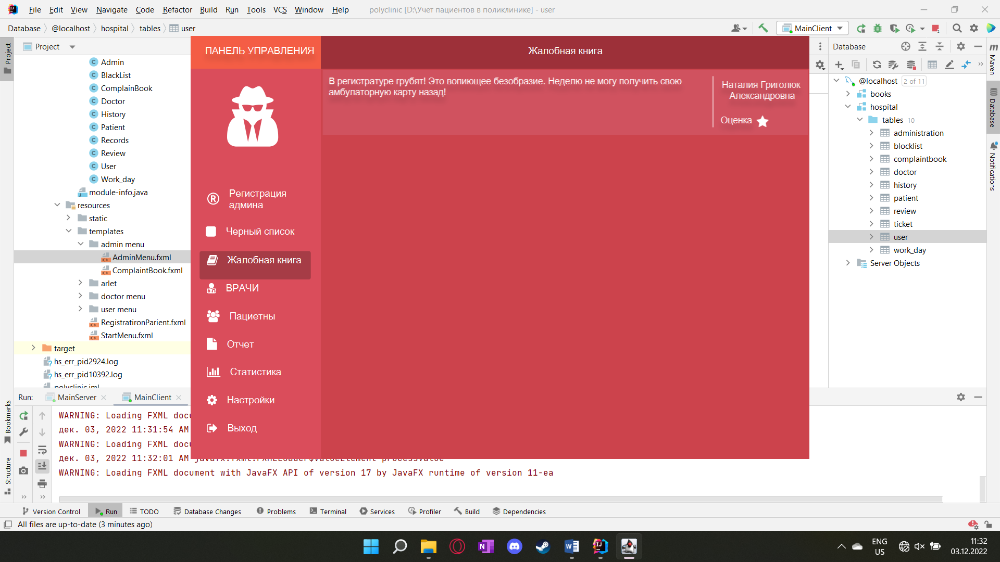 File Edit View Navigate Code Refactor Build Run Tools VCS Window Help polyclinic [D:\Учет пациентов в поликлинике] - user
Database @localhost hospital tables user
MainClient
Project
Project
Admin
BlackList
ComplainBook
Doctor
History
Patient
Records
Review
User
Work_day
module-info.java
resources
static
templates
admin menu
AdminMenu.fxml
ComplaintBook.fxml
arlet
doctor menu
user menu
RegistratironParient.fxml
StartMenu.fxml
target
hs_err_pid2924.log
hs_err_pid10392.log
polyclinic.iml
ПАНЕЛЬ УПРАВЛЕНИЯ
Регистрация
админа
Черный список
Жалобная книга
ВРАЧИ
Пациетны
Отчет
Статистика
Настройки
Выход
Жалобная книга
В регистратуре грубят! Это вопиющее безобразие. Неделю не могу получить свою
амбулаторную карту назад!
Наталия Григолюк
Александровна
Оценка
Database
@localhost 2 of 11
books
hospital
tables 10
administration
blocklist
complaintbook
doctor
history
patient
review
ticket
user
work_day
Server Objects
Maven
Database
Notifications
Bookmarks
Structure
Run: MainServer MainClient
WARNING: Loading FXML docu
дек. 03, 2022 11:31:54 AM
WARNING: Loading FXML docu
дек. 03, 2022 11:32:01 AM javafx.fxml.FXMLLoader$ValueElement processValue
WARNING: Loading FXML document with JavaFX API of version 17 by JavaFX runtime of version 11-ea
Version Control Run TODO Database Changes Problems Terminal Services Profiler Build Dependencies
All files are up-to-date (3 minutes ago)
ENG
US
11:32
03.12.2022